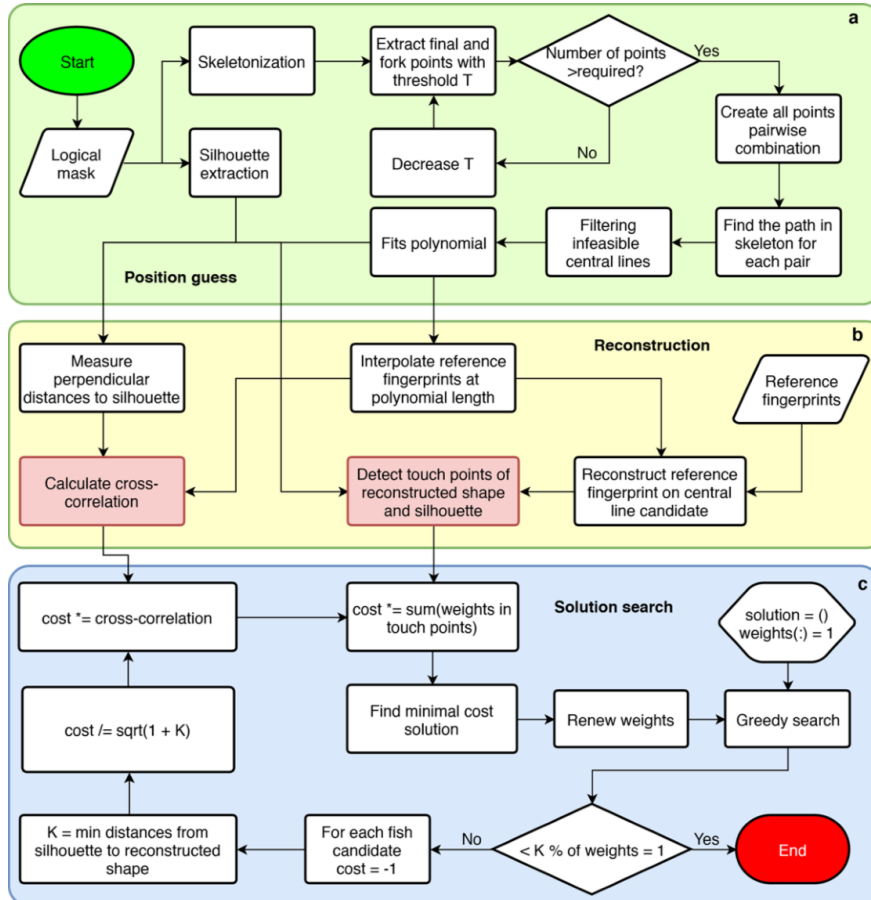 a
Start
Skeletonization
Extract final and
fork points with
threshold T
Number of points
>required?
Yes
Logical
mask
Silhouette
extraction
Decrease T
No
Create all points
pairwise
combination
Fits polynomial
Filtering
infeasible
central lines
Find the path in
skeleton for
each pair
Position guess
b
Reconstruction
Measure
perpendicular
distances to silhouette
Interpolate reference
fingerprints at
polynomial length
Reference
fingerprints
Calculate cross-
correlation
Detect touch points of
reconstructed shape
and silhouette
Reconstruct reference
fingerprint on central
line candidate
c
Solution search
cost *= cross-correlation
cost *= sum(weights in
touch points)
solution = ()
weights(:) = 1
cost /= sqrt(1 + K)
Find minimal cost
solution
Renew weights
Greedy search
K = min distances from
silhouette to reconstructed
shape
For each fish
candidate
cost = -1
No
< K % of weights = 1
Yes
End